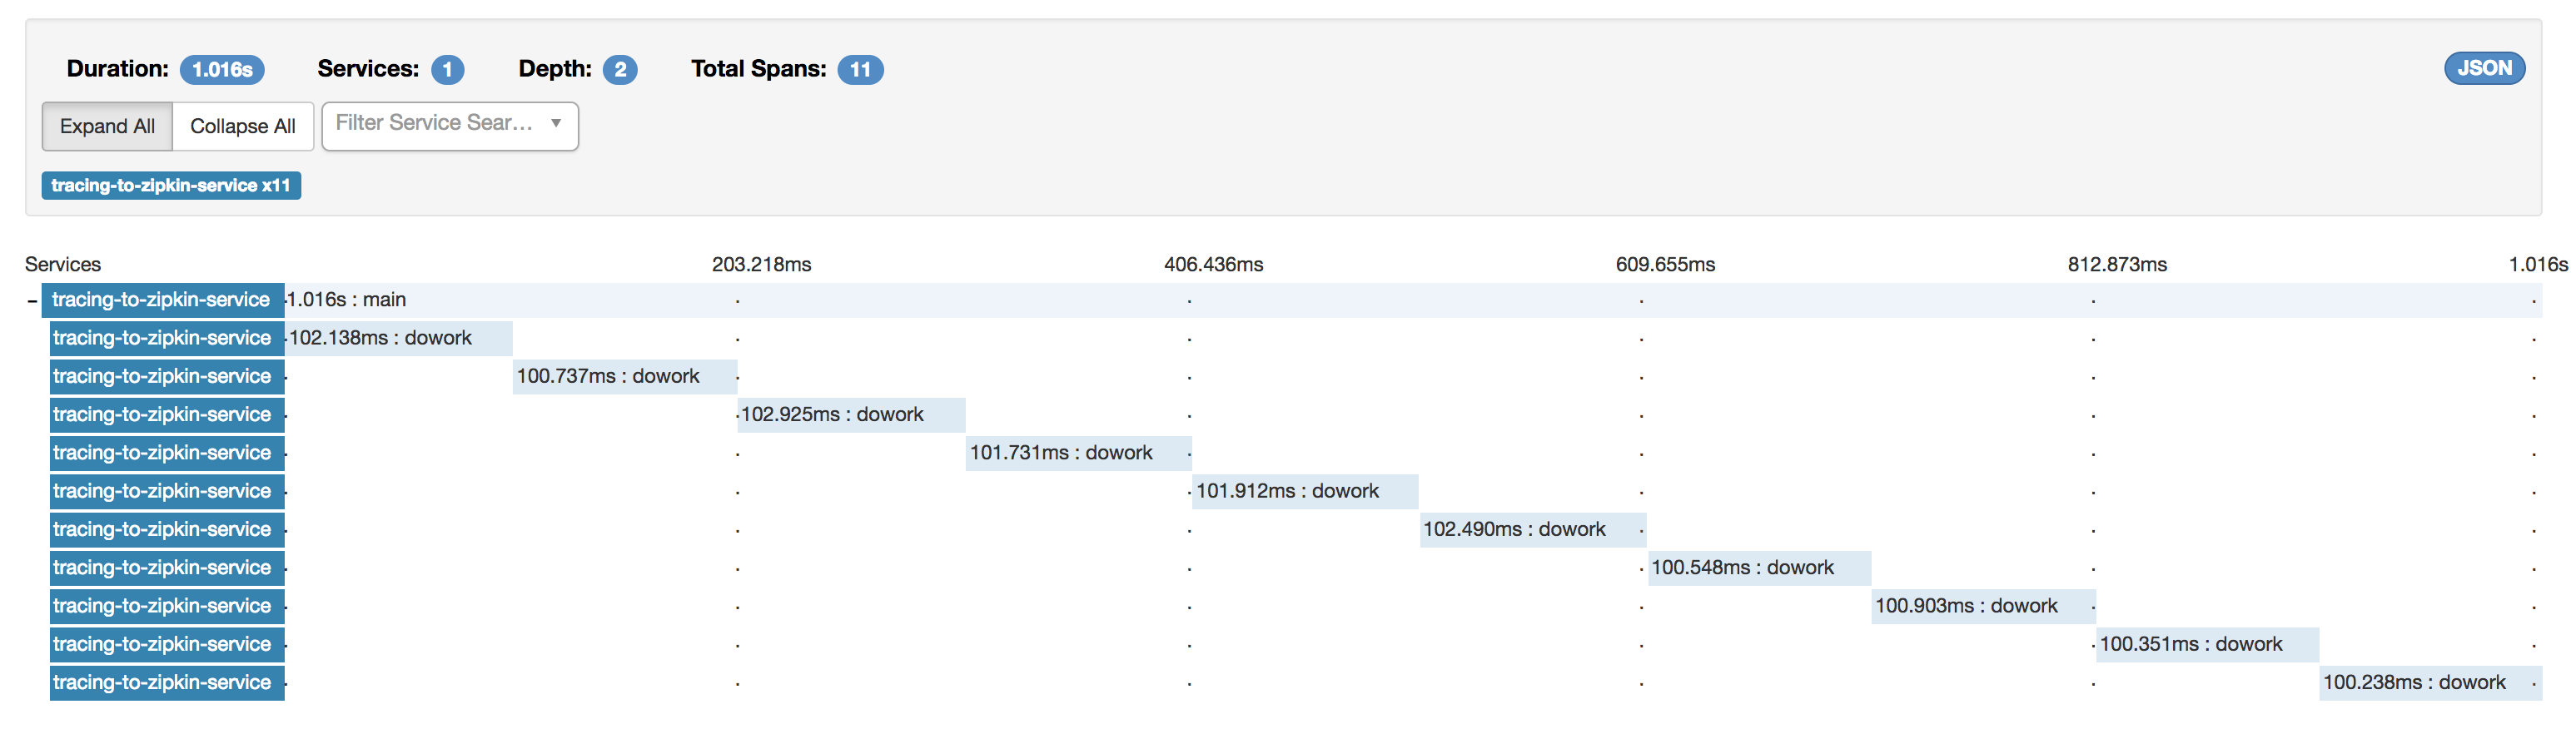 Duration: 1.016s Services: 1 Depth: 2 Total Spans: 11 JSON
Expand All Collapse All Filter Service Sear...
tracing-to-zipkin-service x11
Services 203.218ms 406.436ms 609.655ms 812.873ms 1.016s
- tracing-to-zipkin-service 1.016s : main
tracing-to-zipkin-service 102.138ms : dowork
tracing-to-zipkin-service 100.737ms : dowork
tracing-to-zipkin-service 102.925ms : dowork
tracing-to-zipkin-service 101.731ms : dowork
tracing-to-zipkin-service 101.912ms : dowork
tracing-to-zipkin-service 102.490ms : dowork
tracing-to-zipkin-service 100.548ms : dowork
tracing-to-zipkin-service 100.903ms : dowork
tracing-to-zipkin-service 100.351ms : dowork
tracing-to-zipkin-service 100.238ms : dowork